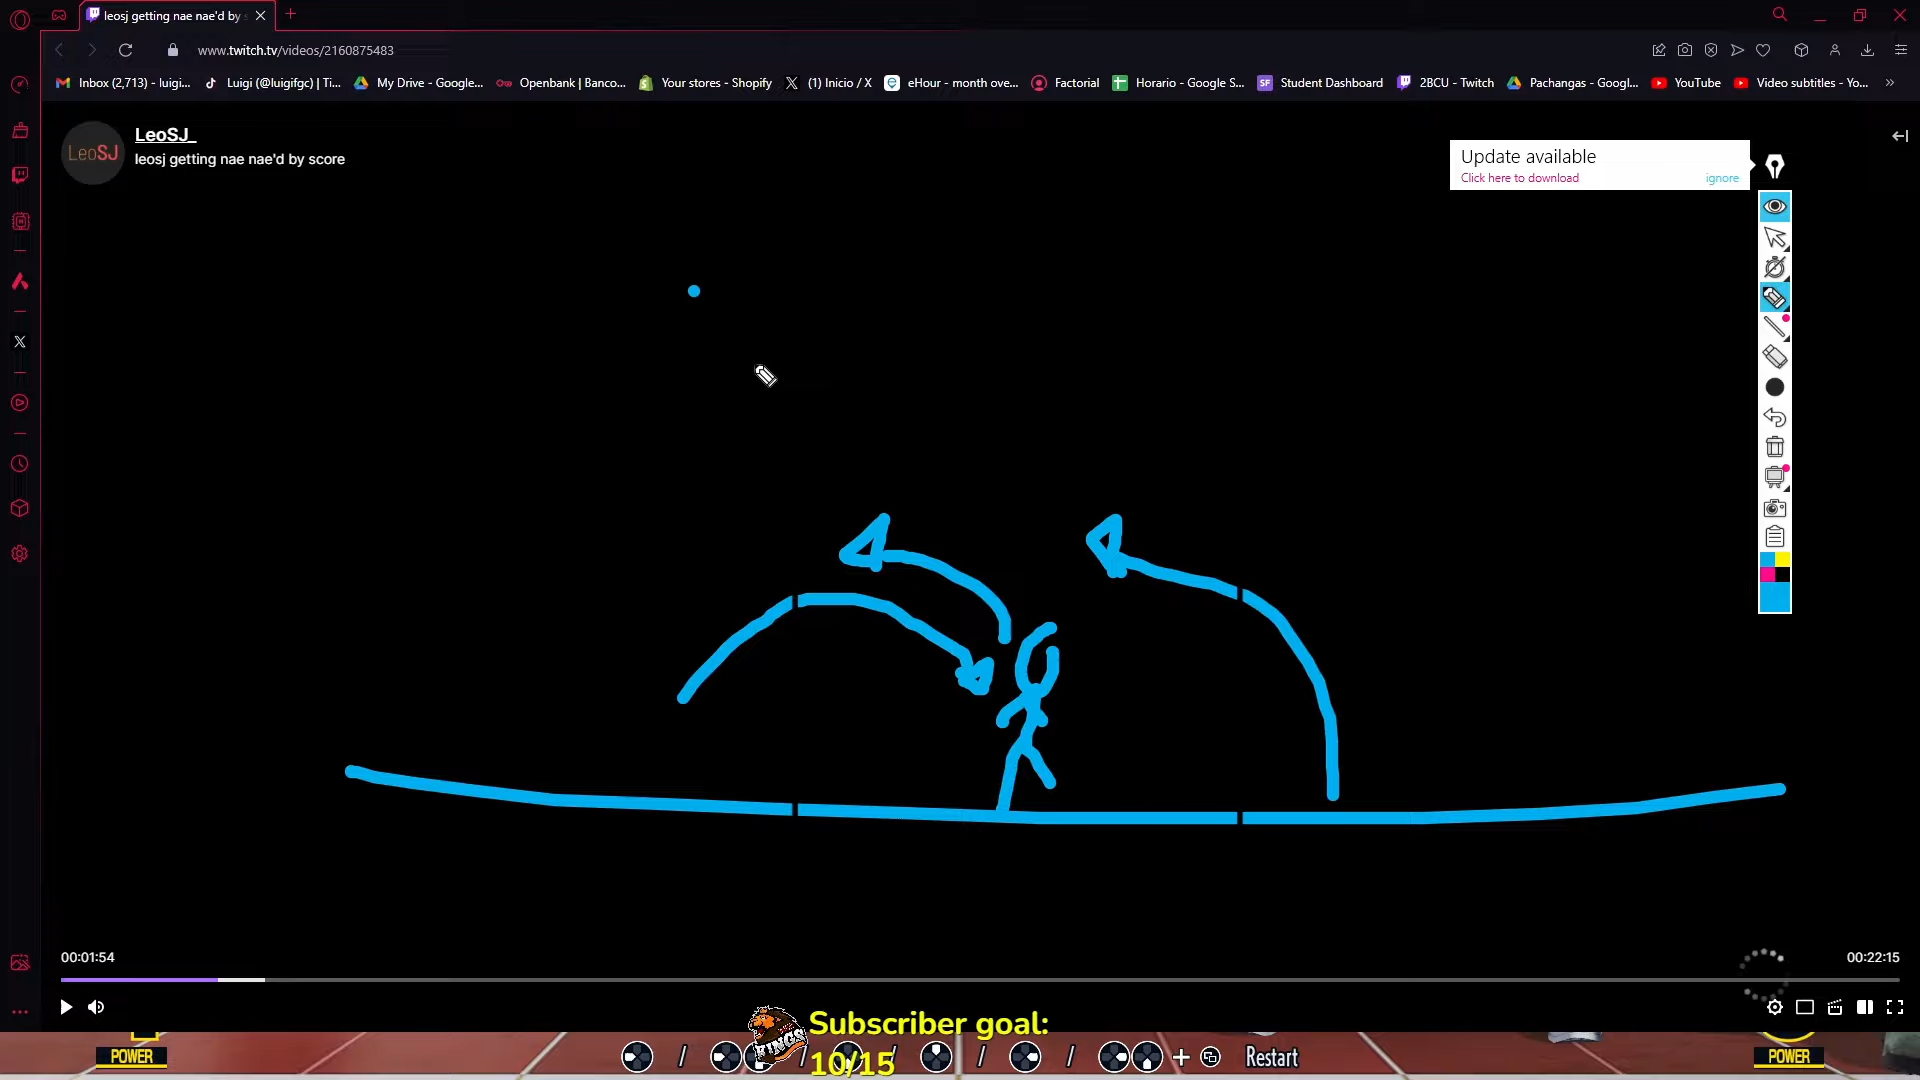 leosj getting nae nae'd by s
www.twitch.tv/videos/2160875483
Inbox (2,713) - luigi... Luigi (@luigifgc) | Ti... My Drive - Google... Openbank | Banco... Your stores - Shopify (1) Inicio / X eHour - month ove... Factorial Horario - Google S... SF Student Dashboard 2BCU - Twitch Pachangas - Googl... YouTube Video subtitles - Yo... »
LeoSJ
LeoSJ_
leosj getting nae nae'd by score
Update available
Click here to download ignore
00:01:54 00:22:15
Subscriber goal:
10/15
KINGS
POWER / / / / / + Restart POWER